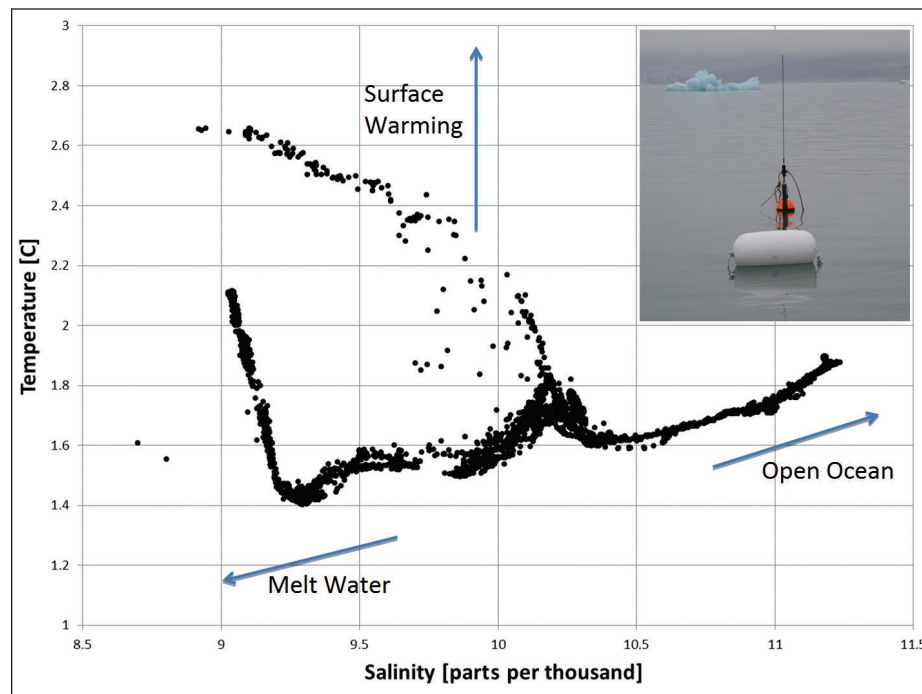 3
2.8
2.6
2.4
2.2
2
1.8
1.6
1.4
1.2
1
Temperature [C]
Surface
Warming
Open Ocean
Melt Water
8.5 9 9.5 10 10.5 11 11.5
Salinity [parts per thousand]